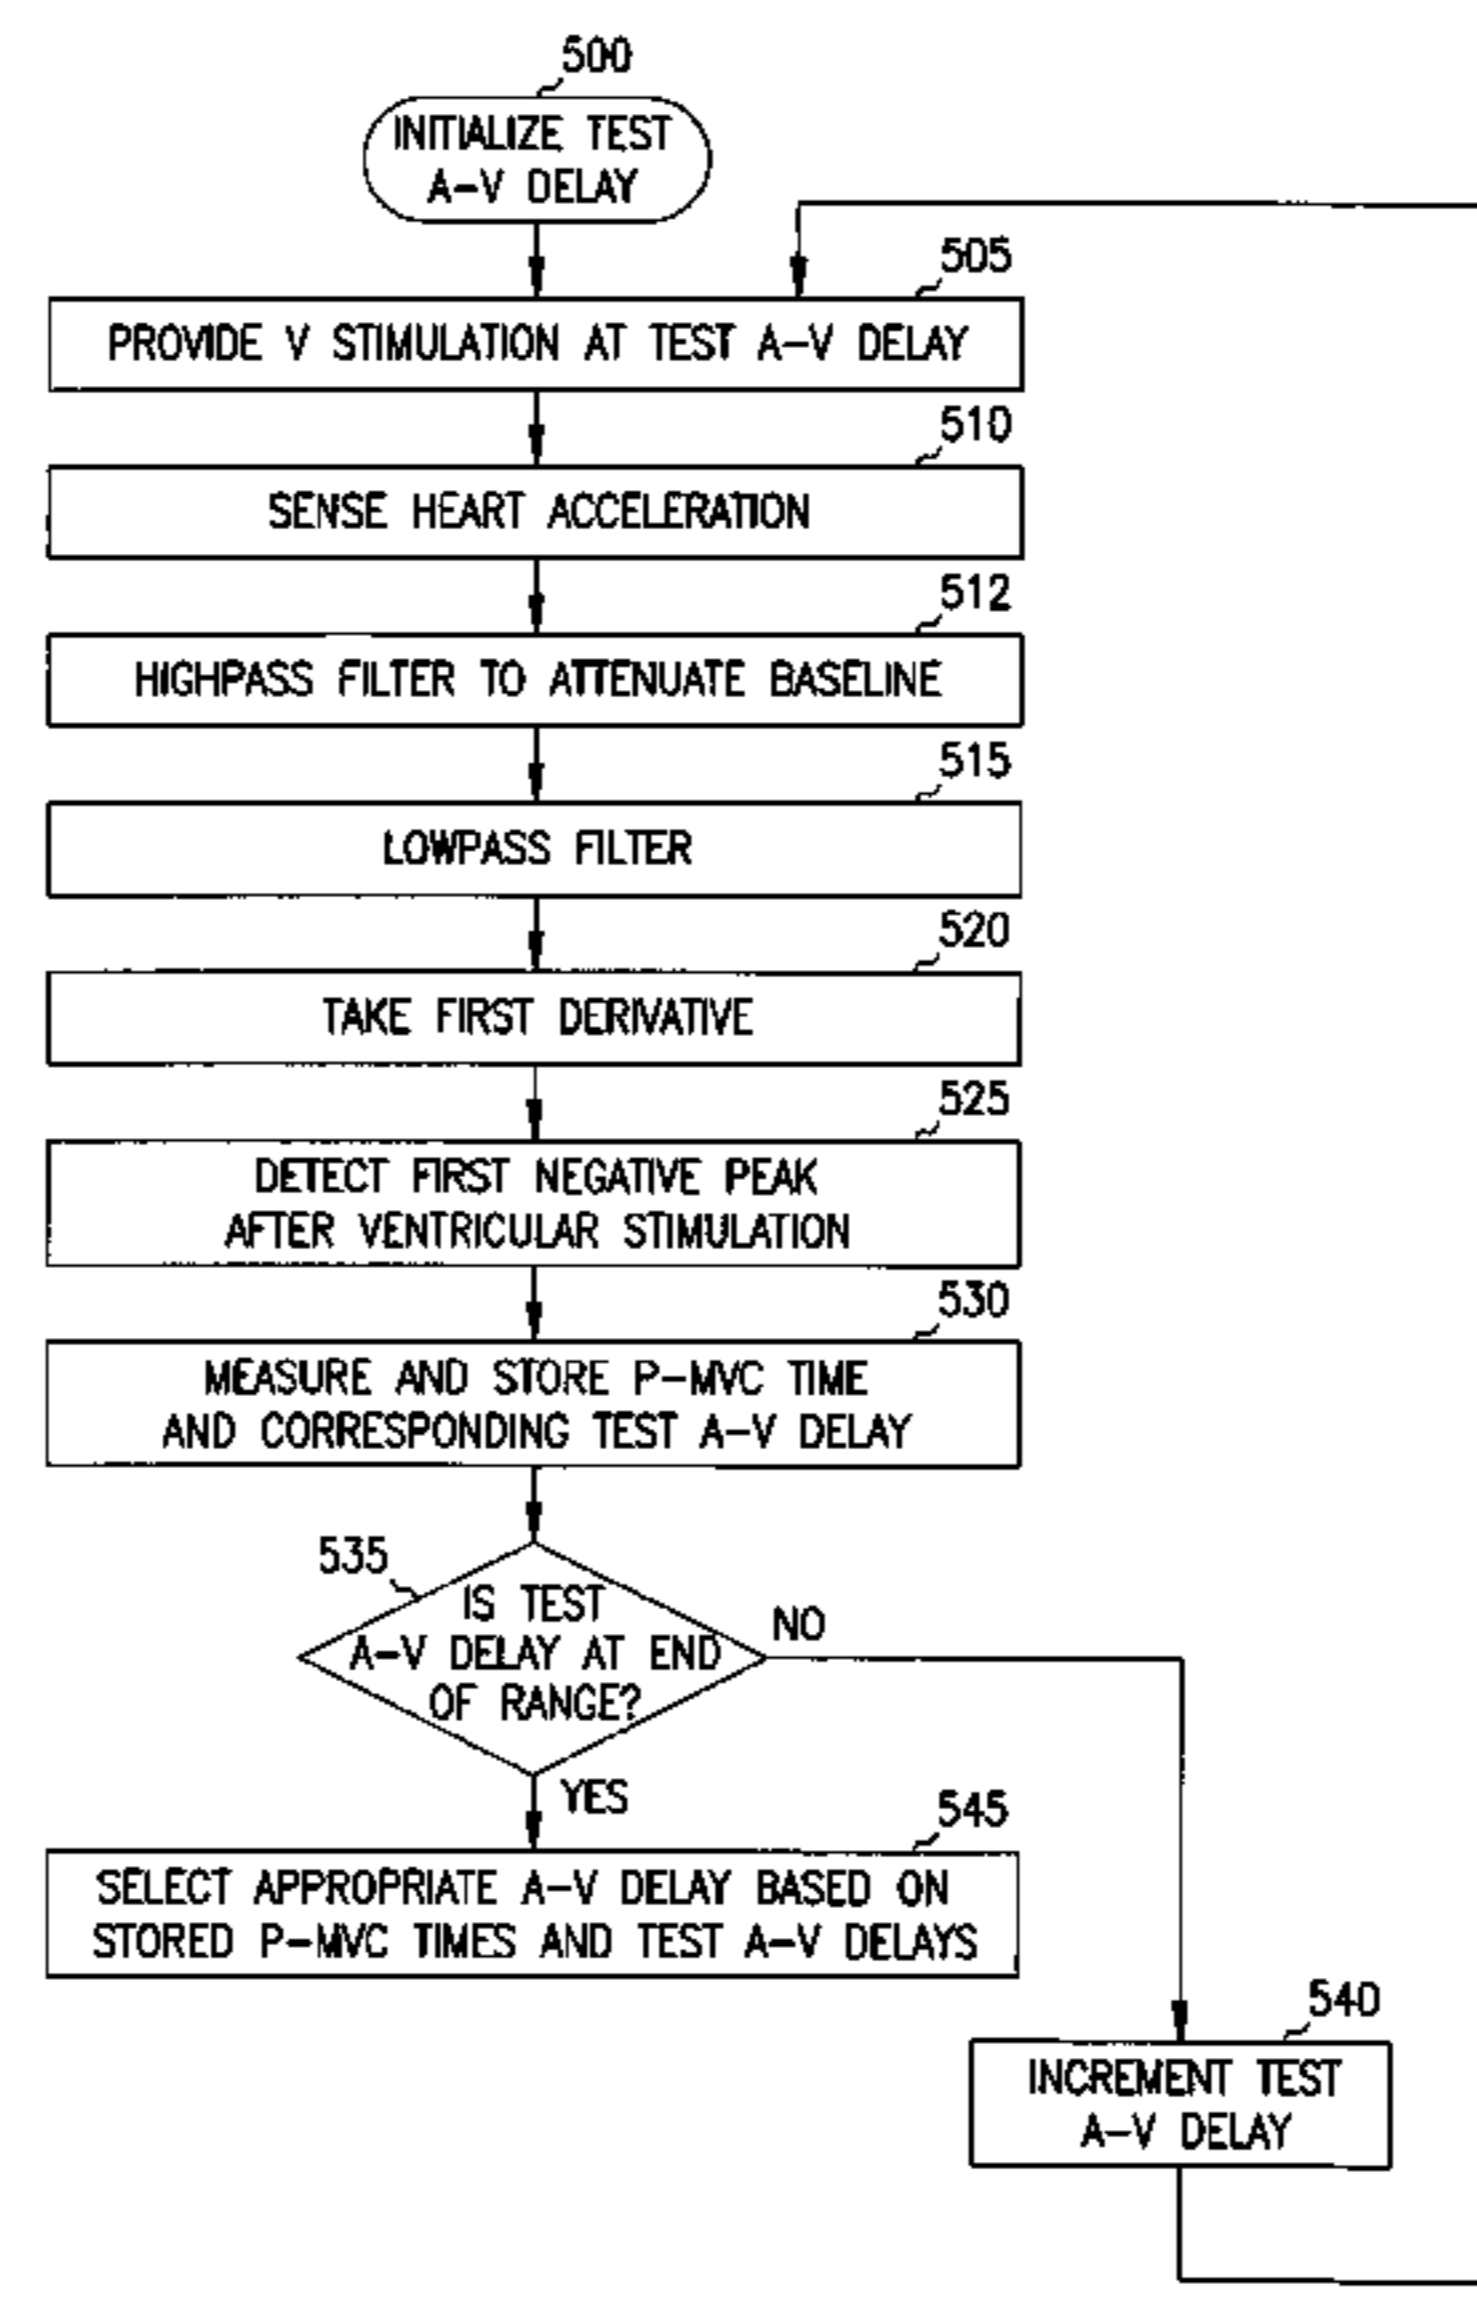 500
INITIALIZE TEST
A-V DELAY
505
PROVIDE V STIMULATION AT TEST A-V DELAY
510
SENSE HEART ACCELERATION
512
HIGHPASS FILTER TO ATTENUATE BASELINE
515
LOWPASS FILTER
520
TAKE FIRST DERIVATIVE
525
DETECT FIRST NEGATIVE PEAK
AFTER VENTRICULAR STIMULATION
530
MEASURE AND STORE P-MVC TIME
AND CORRESPONDING TEST A-V DELAY
535
IS TEST
A-V DELAY AT END
OF RANGE?
NO
YES
545
SELECT APPROPRIATE A-V DELAY BASED ON
STORED P-MVC TIMES AND TEST A-V DELAYS
540
INCREMENT TEST
A-V DELAY